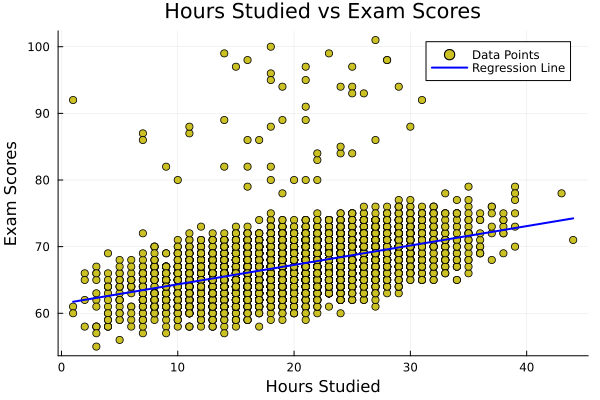 Hours Studied vs Exam Scores
Data Points
Regression Line
100
90
80
70
60
Exam Scores
0
10
20
30
40
Hours Studied